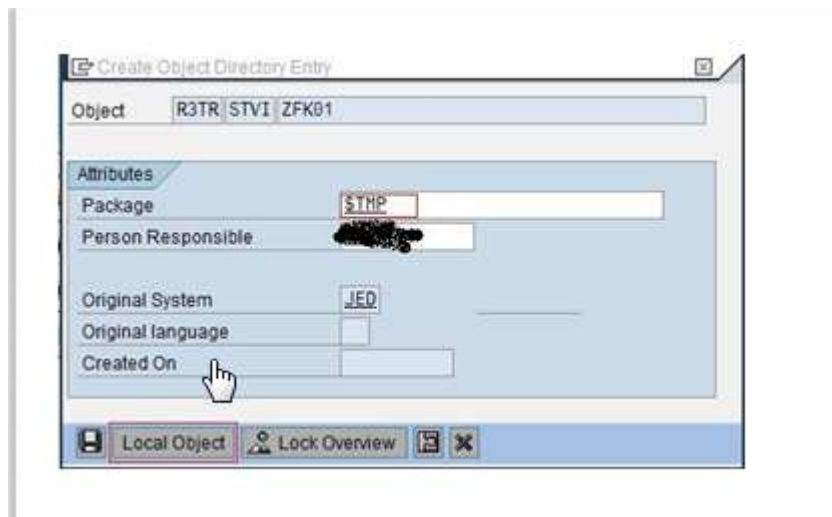 Create Object Directory Entry
Object R3TR STVI ZFK01
Attributes
Package $TMP
Person Responsible
Original System JED
Original language
Created On
Local Object Lock Overview